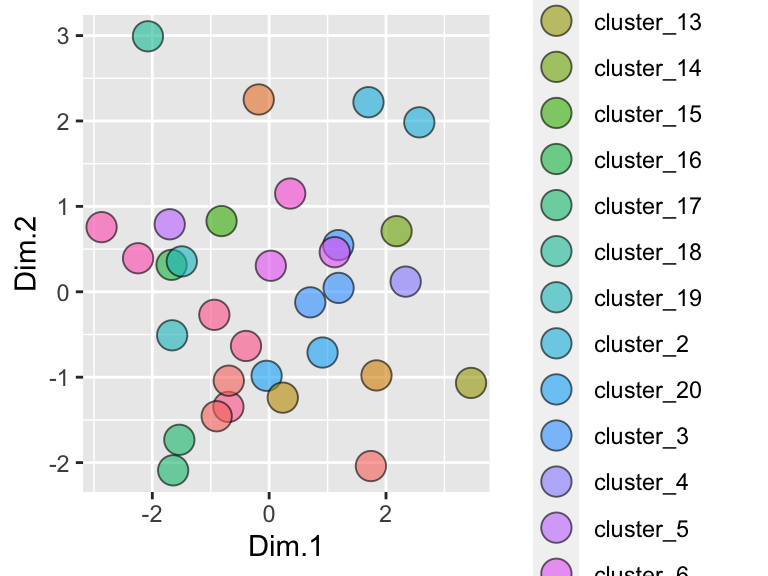 3
2
1
0
-1
-2
Dim.2
-2 0 2
Dim.1
cluster_13
cluster_14
cluster_15
cluster_16
cluster_17
cluster_18
cluster_19
cluster_2
cluster_20
cluster_3
cluster_4
cluster_5
cluster_6